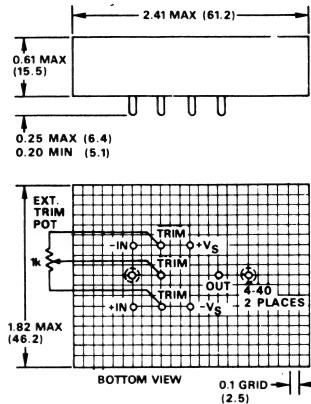 2.41 MAX (61.2)
0.61 MAX
(15.5)
0.25 MAX (6.4)
0.20 MIN (5.1)
EXT.
TRIM
POT
1k
TRIM
-IN
+VS
TRIM
OUT
4-40
2 PLACES
TRIM
+IN
-VS
1.82 MAX
(46.2)
BOTTOM VIEW
0.1 GRID
(2.5)